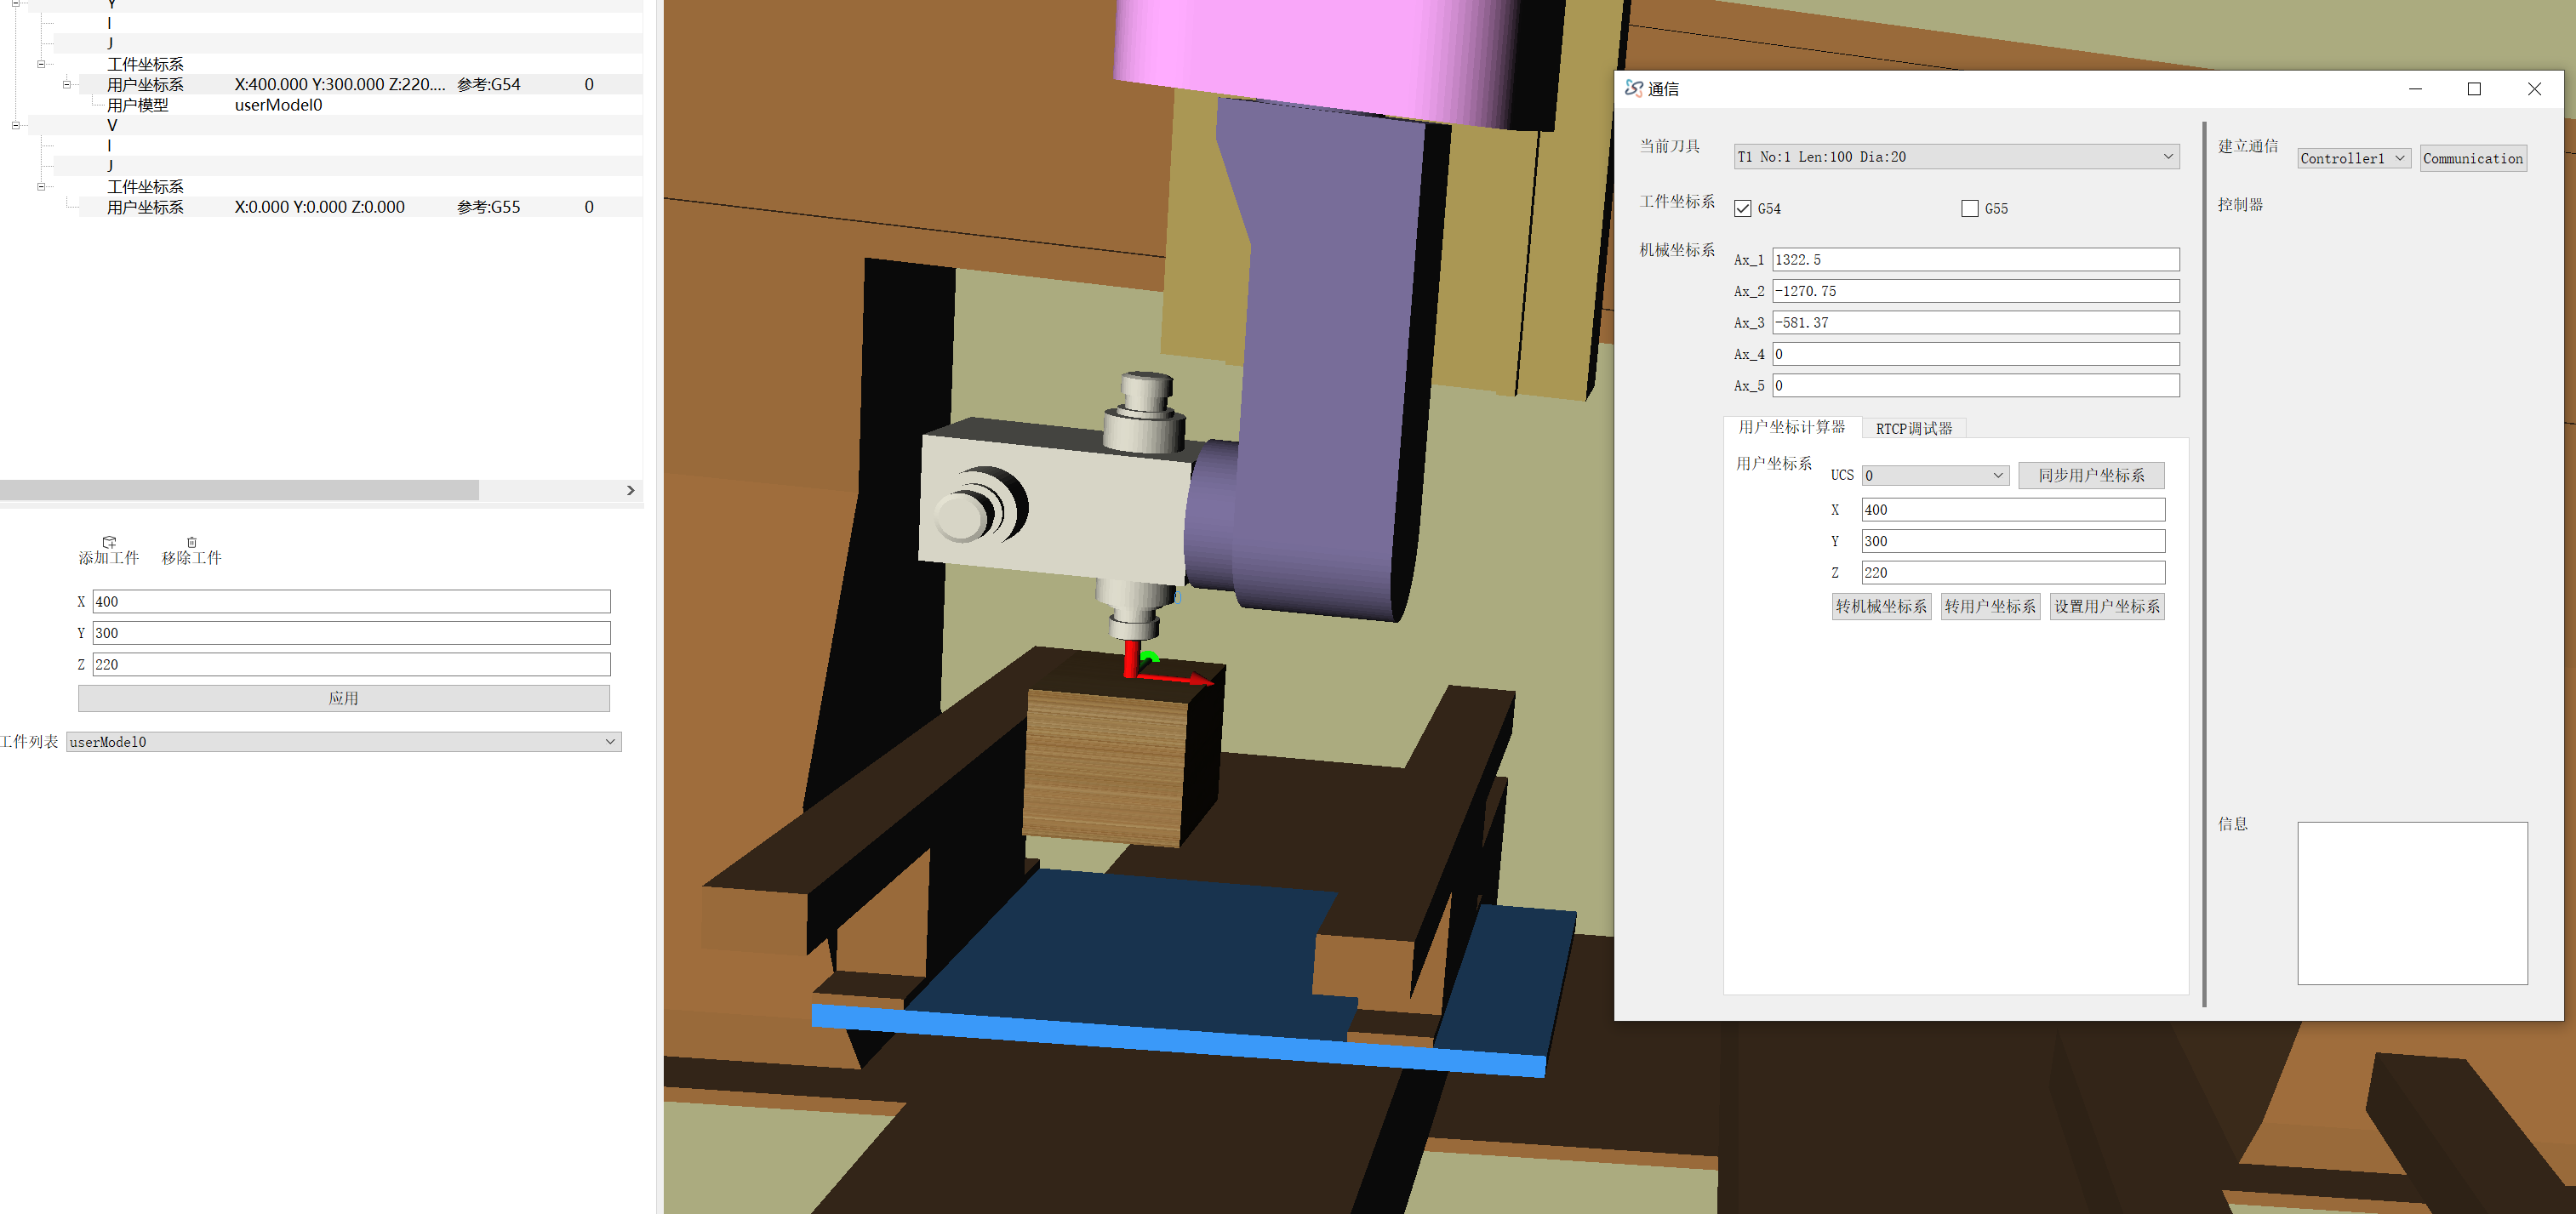 Y
I
J
工件坐标系
用户坐标系 X:400.000 Y:300.000 Z:220.... 参考:G54 0
用户模型 userModel0
V
I
J
工件坐标系
用户坐标系 X:0.000 Y:0.000 Z:0.000 参考:G55 0
添加工件 移除工件
X 400
Y 300
Z 220
应用
工件列表 userModel0
0
通信
当前刀具 T1 No:1 Len:100 Dia:20
工件坐标系 G54 G55
机械坐标系
Ax_1 1322.5
Ax_2 -1270.75
Ax_3 -581.37
Ax_4 0
Ax_5 0
用户坐标计算器 RTCP调试器
用户坐标系 UCS 0 同步用户坐标系
X 400
Y 300
Z 220
转机械坐标系 转用户坐标系 设置用户坐标系
建立通信 Controller1 Communication
控制器
信息